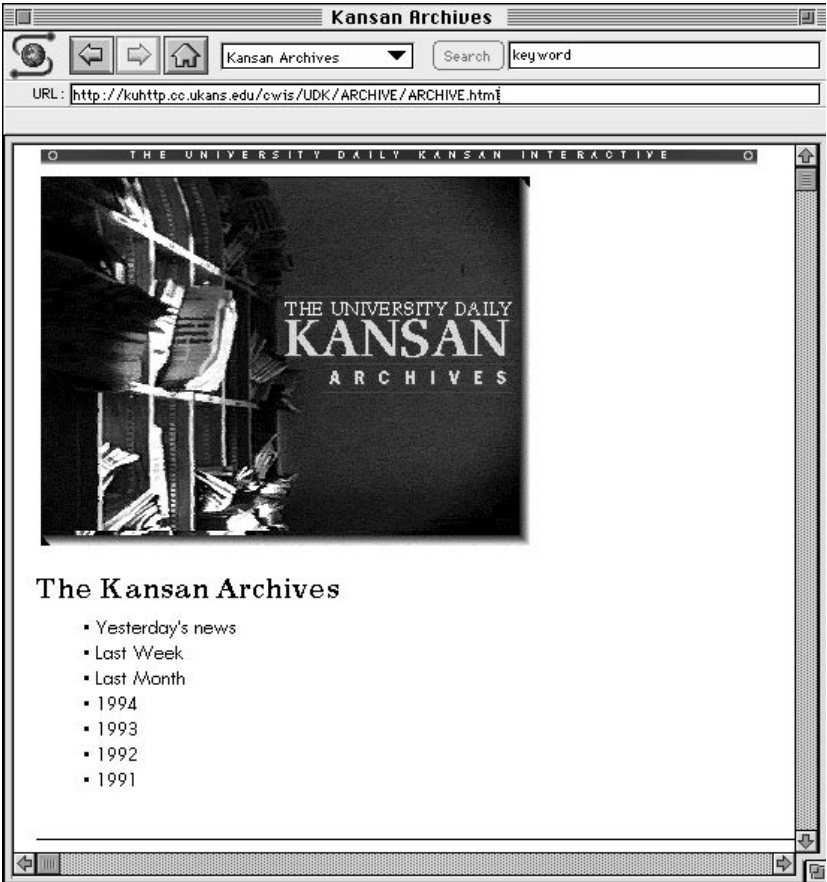 Kansan Archives
Kansan Archives
Search
keyword
URL: http://kuhttp.cc.ukans.edu/cwis/UDK/ARCHIVE/ARCHIVE.html
THE UNIVERSITY DAILY KANSAN INTERACTIVE
THE UNIVERSITY DAILY
KANSAN
ARCHIVES
The Kansan Archives
▪ Yesterday's news
▪ Last Week
▪ Last Month
▪ 1994
▪ 1993
▪ 1992
▪ 1991